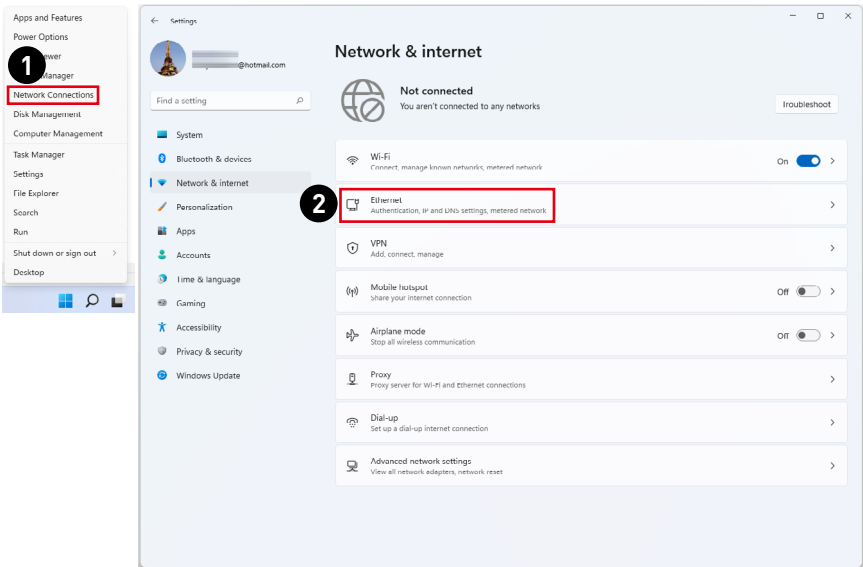 Apps and Features
Power Options
ewer
1
Manager
Network Connections
Disk Management
Computer Management
Task Manager
Settings
File Explorer
Search
Run
Shut down or sign out
Desktop
Settings
@hotmail.com
Find a setting
System
Bluetooth & devices
Network & internet
Personalization
Apps
Accounts
Time & language
Gaming
Accessibility
Privacy & security
Windows Update
Network & internet
Not connected
You aren't connected to any networks
Troubleshoot
Wi-Fi
Connect, manage known networks, metered network
On
2
Ethernet
Authentication, IP and DNS settings, metered network
VPN
Add, connect, manage
Mobile hotspot
Share your internet connection
Off
Airplane mode
Stop all wireless communication
Off
Proxy
Proxy server for Wi-Fi and Ethernet connections
Dial-up
Set up a dial-up internet connection
Advanced network settings
View all network adapters, network reset